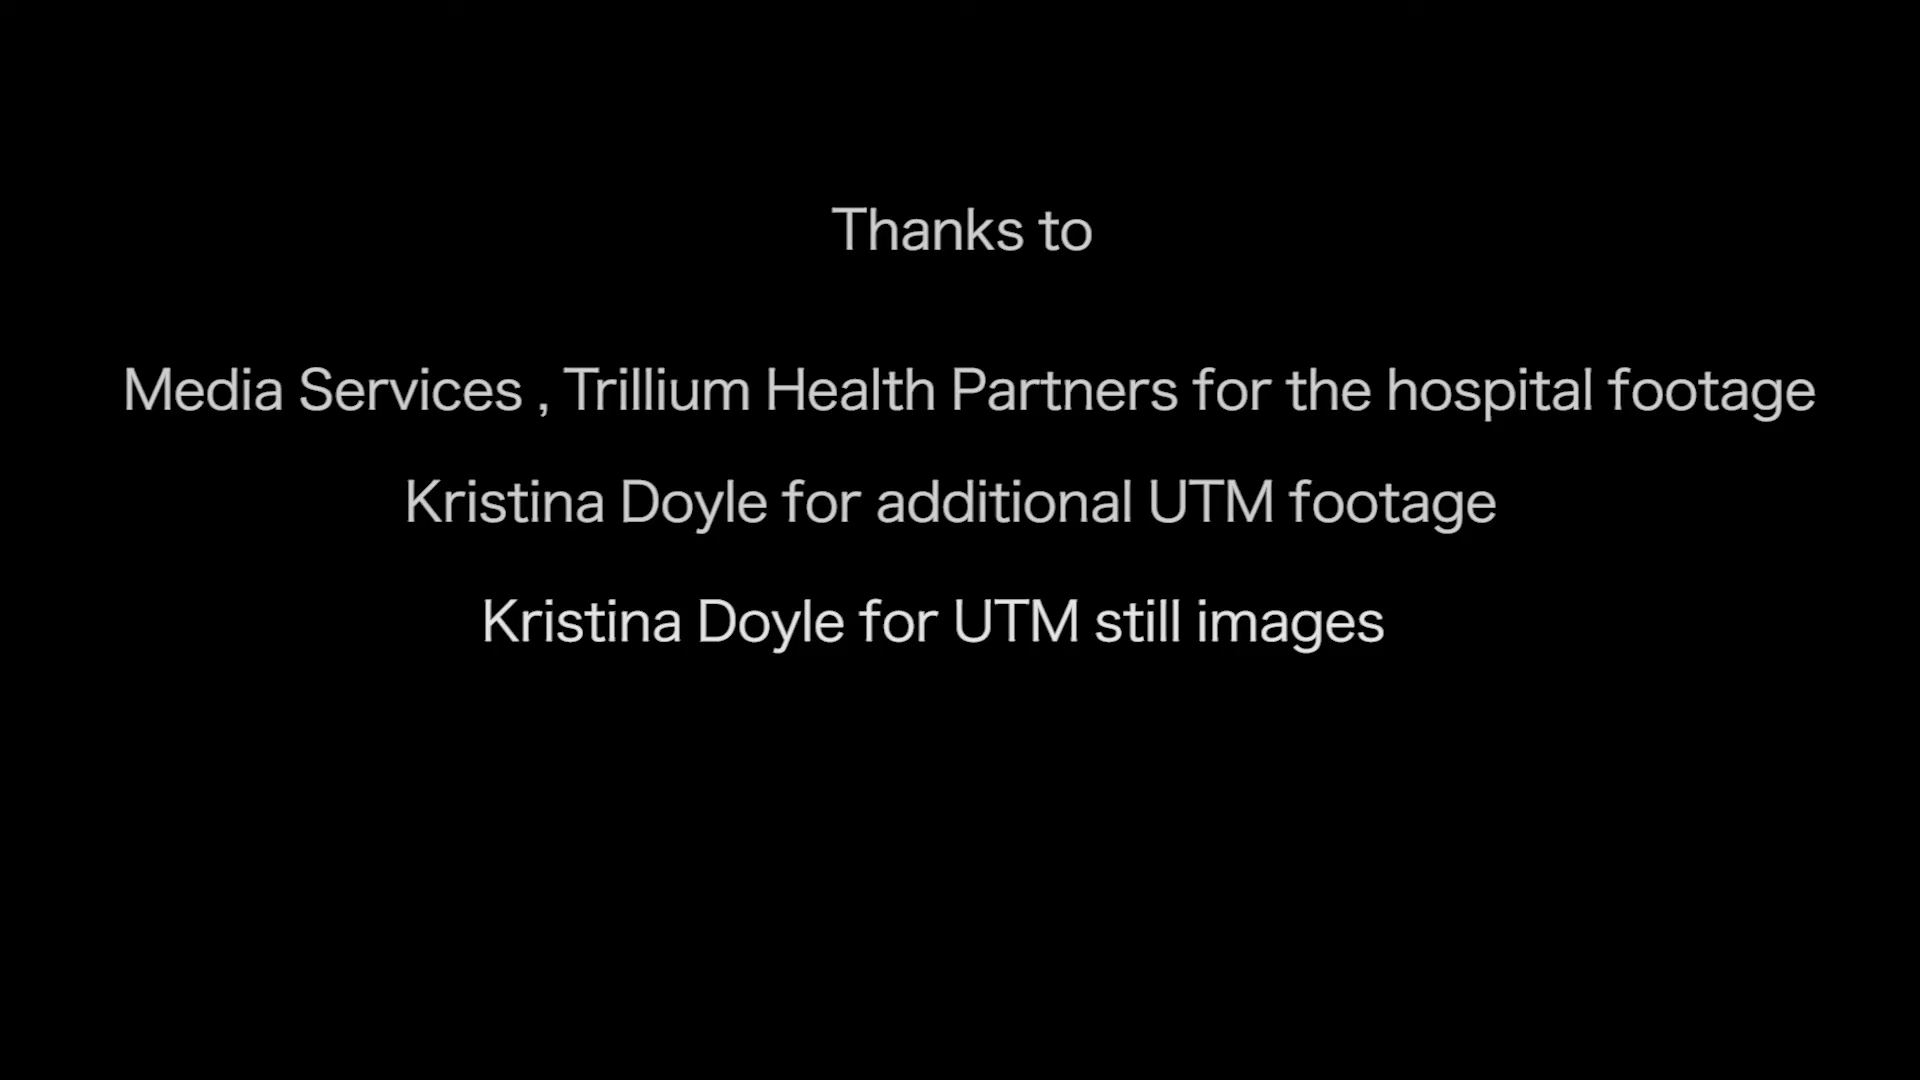 Thanks to
Media Services , Trillium Health Partners for the hospital footage
Kristina Doyle for additional UTM footage
Kristina Doyle for UTM still images